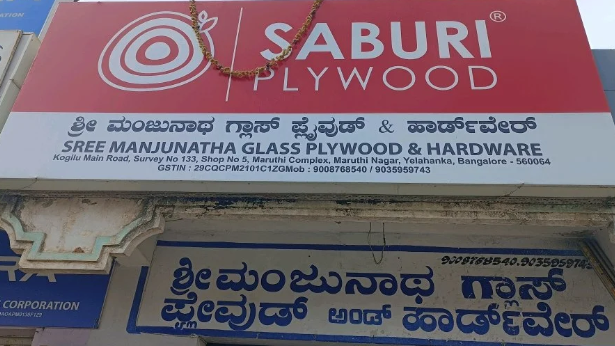 SABURI®
PLYWOOD
ಶ್ರೀ ಮಂಜುನಾಥ ಗ್ಲಾಸ್ ಪ್ಲೈವುಡ್ & ಹಾರ್ಡ್‌ವೇರ್
SREE MANJUNATHA GLASS PLYWOOD & HARDWARE
Kogilu Main Road, Survey No 133, Shop No 5, Maruthi Complex, Maruthi Nagar, Yelahanka, Bangalore - 560064
GSTIN : 29CQCPM2101C1ZG Mob : 9008768540 / 9035959743
9008768540, 9035959743
ಶ್ರೀ ಮಂಜುನಾಥ ಗ್ಲಾಸ್
ಪ್ಲೈವುಡ್ ಅಂಡ್ ಹಾರ್ಡ್‌ವೇರ್
CORPORATION